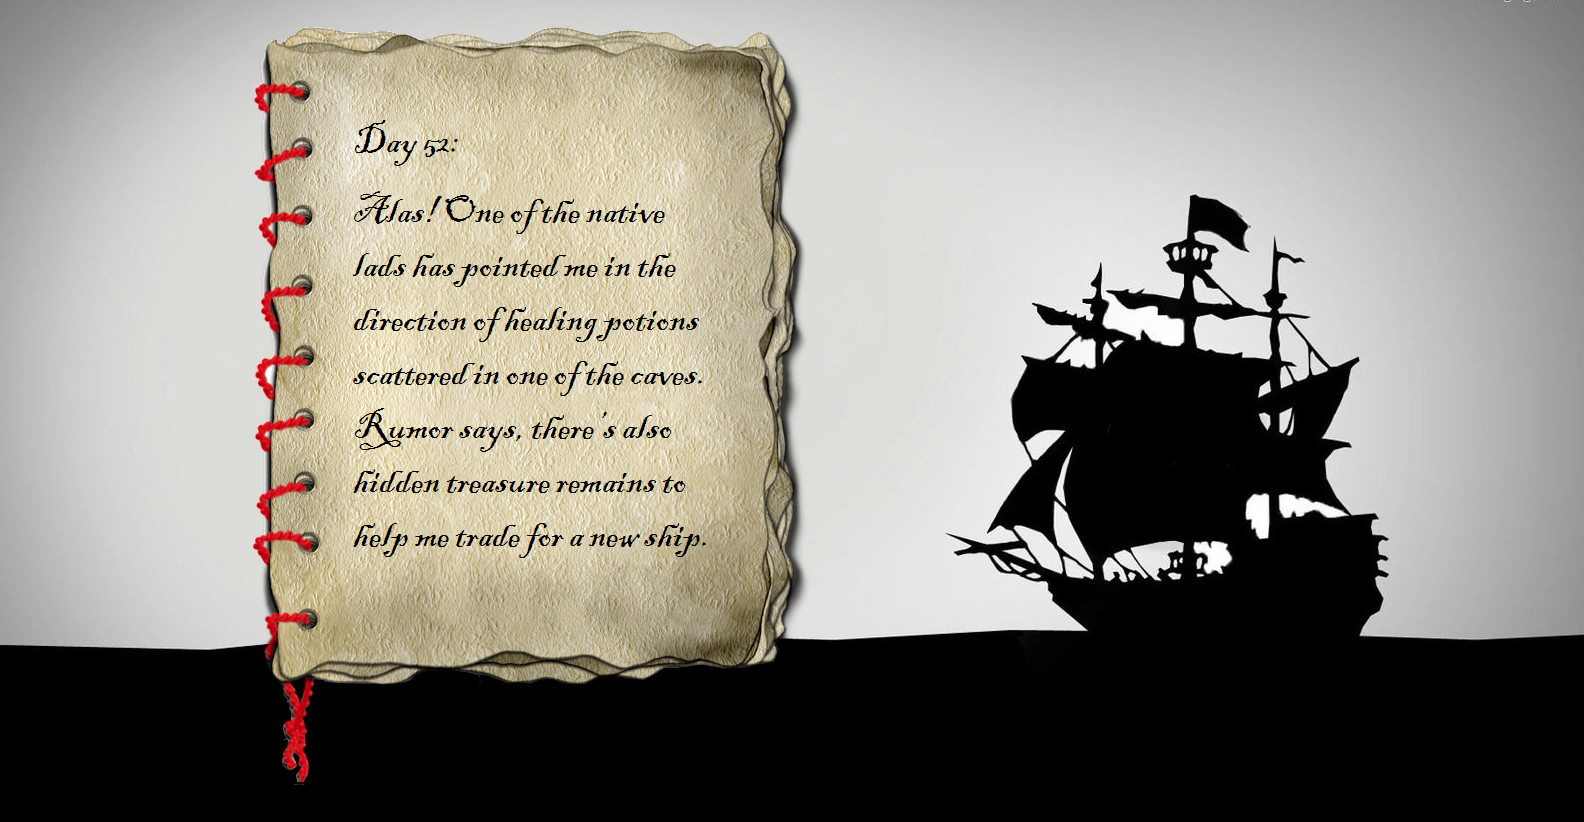 Day 52:
Alas! One of the native
lads has pointed me in the
direction of healing potions
scattered in one of the caves.
Rumor says, there's also
hidden treasure remains to
help me trade for a new ship.